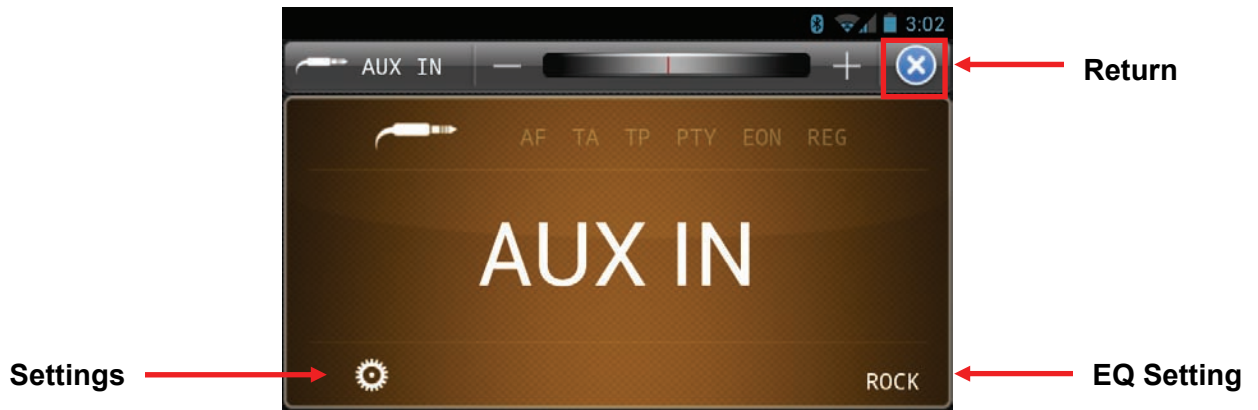 3:02
AUX IN
Return
AF TA TP PTY EON REG
AUX IN
Settings
ROCK
EQ Setting